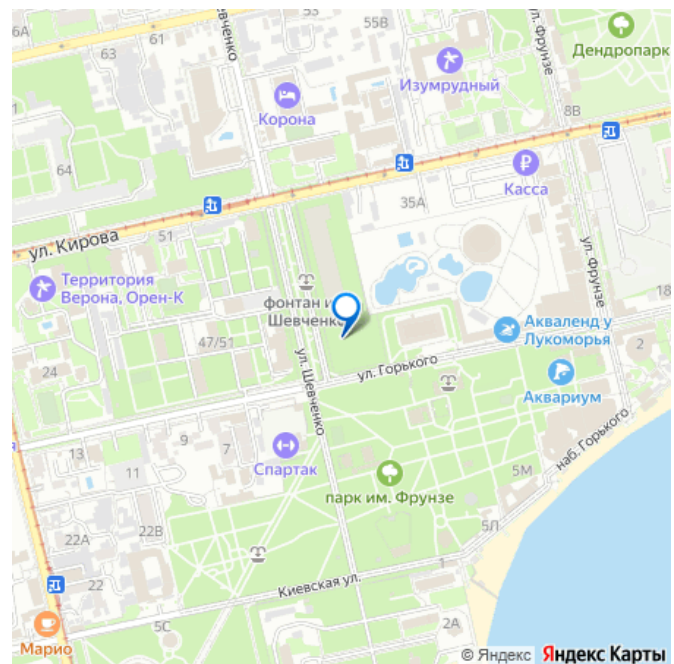 6А
63
61
вченко
53
55В
ул. Фрунзе
Дендропарк
Изумрудный
Корона
8В
64
Касса
35А
ул. Кирова
51
ул. Фрунзе
Территория
Верона, Орен-К
фонтан и
Шевченко
18
Акваленд у
Лукоморья
2
24
47/51
ул. Шевченко
ул. Горького
Аквариум
наб. Горького
я
13
9
7
11
Спартак
5М
парк им. Фрунзе
22В
22А
5Л
22
Киевская ул.
1
5С
2А
Марио
© Яндекс Яндекс Карты